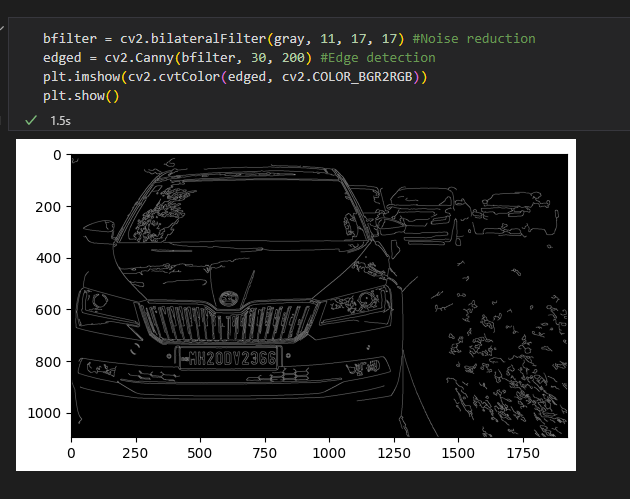 bfilter = cv2.bilateralFilter(gray, 11, 17, 17) #Noise reduction
edged = cv2.Canny(bfilter, 30, 200) #Edge detection
plt.imshow(cv2.cvtColor(edged, cv2.COLOR_BGR2RGB))
plt.show()
1.5s
0
200
400
600
800
1000
MH20DV23GG
0 250 500 750 1000 1250 1500 1750